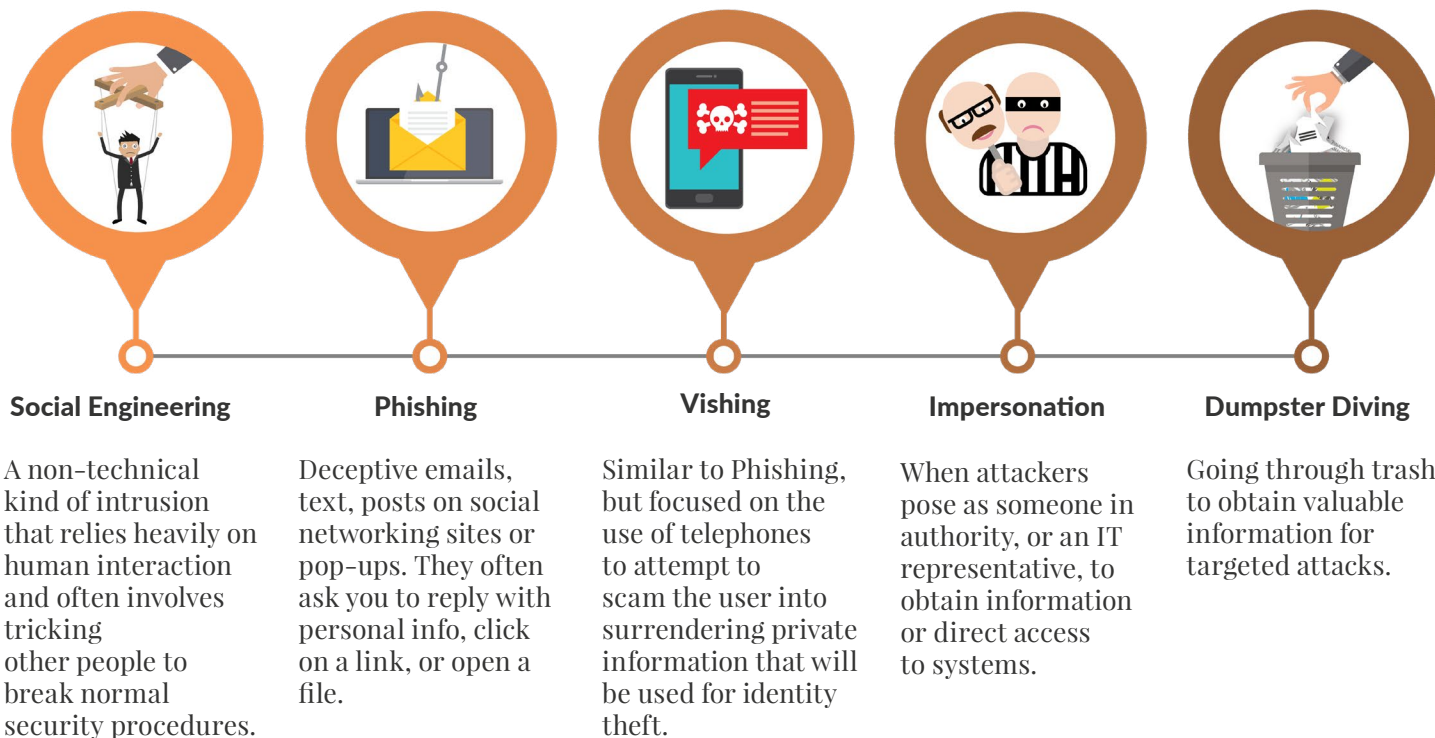 Social Engineering
A non-technical
kind of intrusion
that relies heavily on
human interaction
and often involves
tricking
other people to
break normal
security procedures.
Phishing
Deceptive emails,
text, posts on social
networking sites or
pop-ups. They often
ask you to reply with
personal info, click
on a link, or open a
file.
Vishing
Similar to Phishing,
but focused on the
use of telephones
to attempt to
scam the user into
surrendering private
information that will
be used for identity
theft.
Impersonation
When attackers
pose as someone in
authority, or an IT
representative, to
obtain information
or direct access
to systems.
Dumpster Diving
Going through trash
to obtain valuable
information for
targeted attacks.